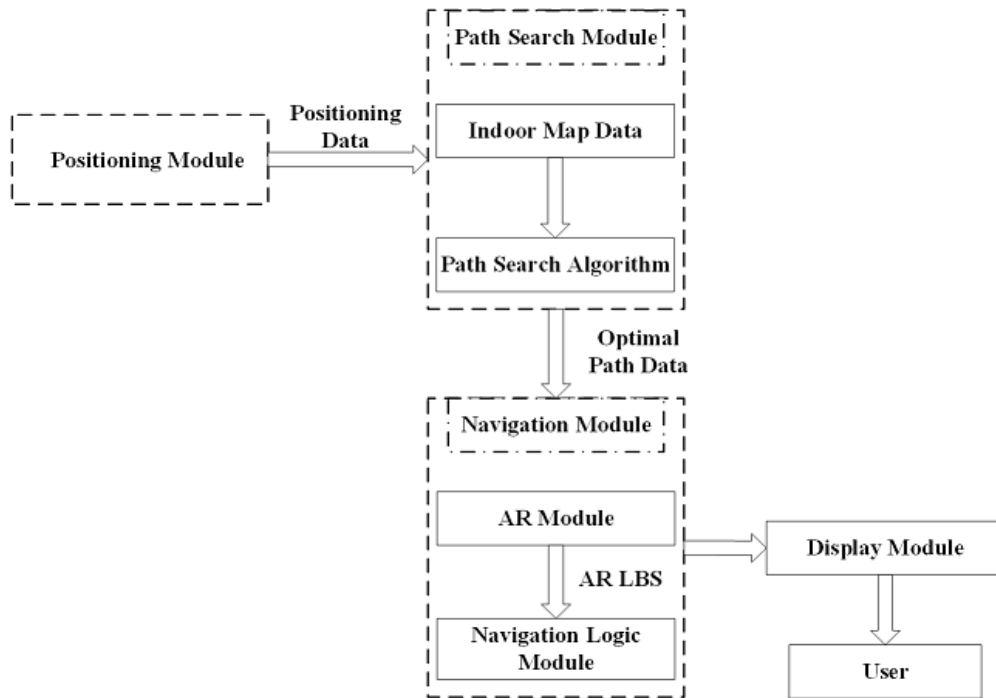 Path Search Module
Positioning
Data
Indoor Map Data
Positioning Module
Path Search Algorithm
Optimal
Path Data
Navigation Module
AR Module
Display Module
AR LBS
Navigation Logic
Module
User